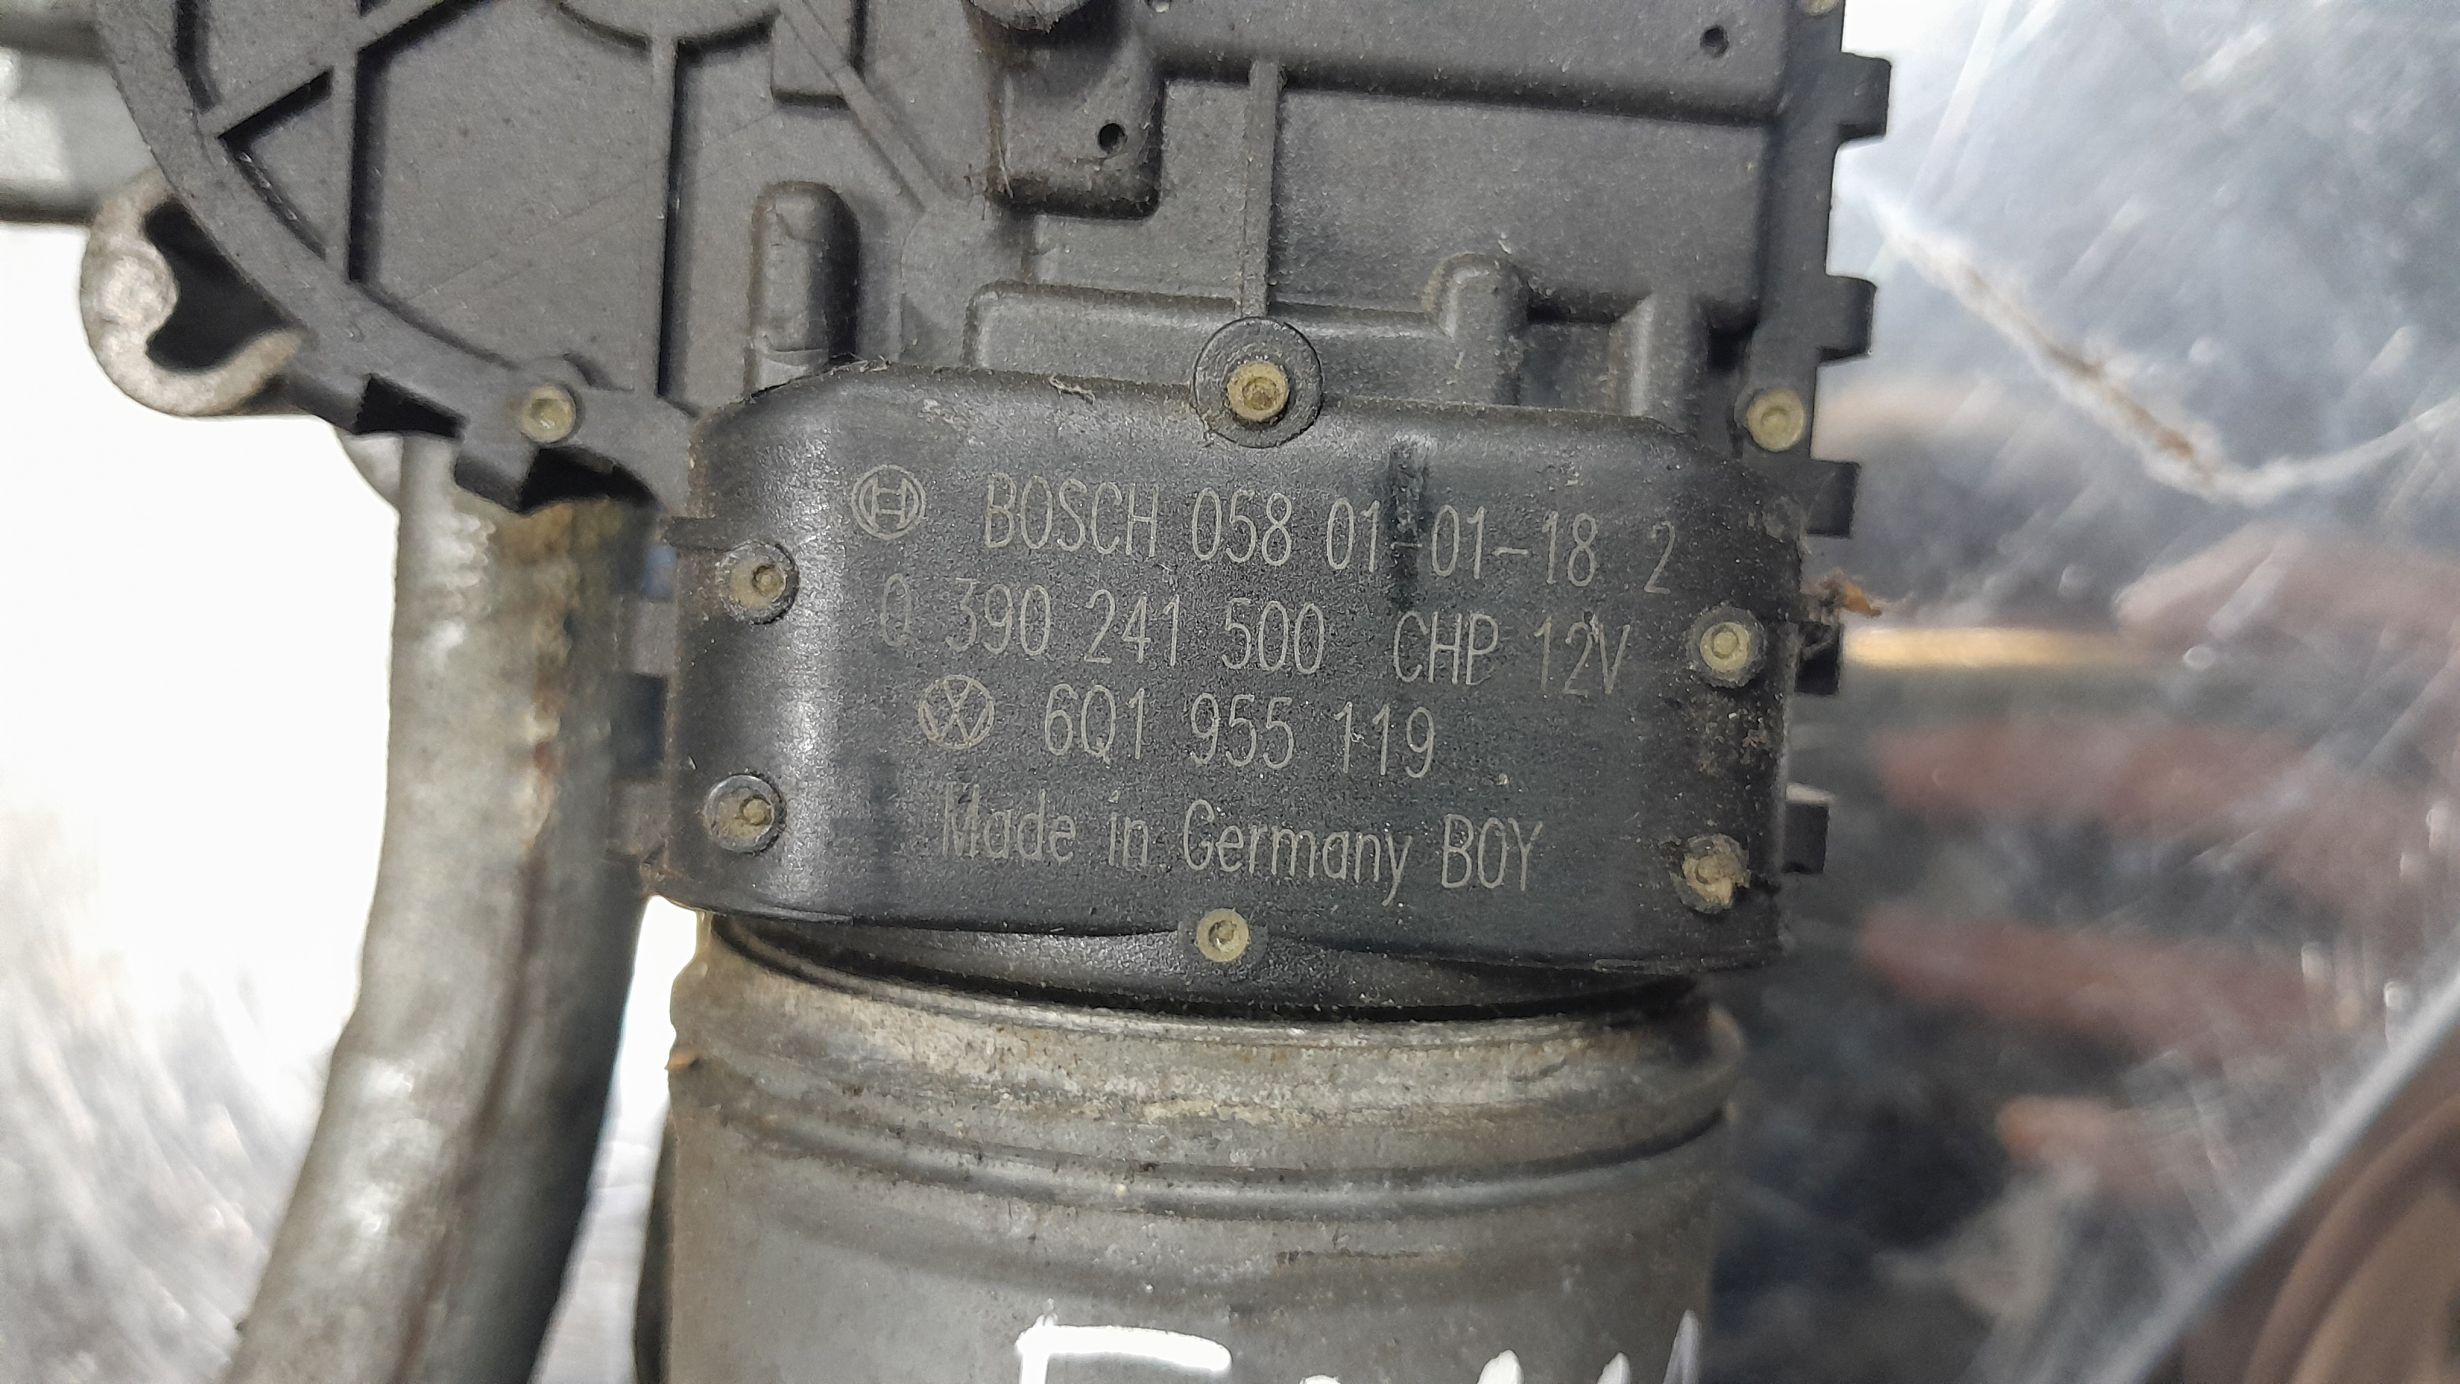 BOSCH 058 01-01-18 2
0 390 241 500 CHP 12V
6Q1 955 119
Made in Germany BOY